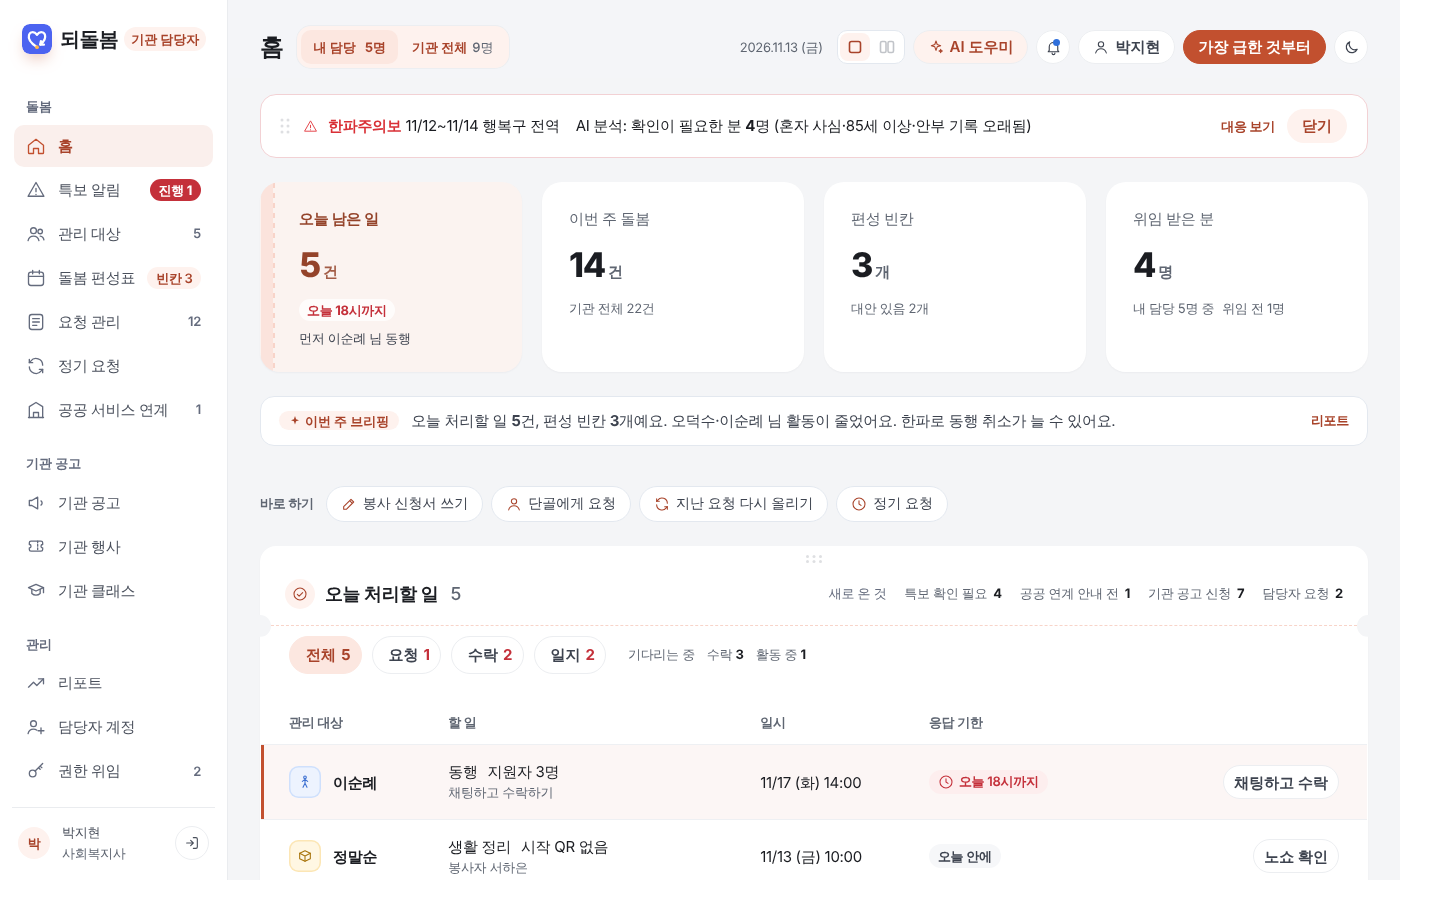 되돌봄 기관 담당자
돌봄
홈
특보 알림 진행 1
관리 대상 5
돌봄 편성표 빈칸 3
요청 관리 12
정기 요청
공공 서비스 연계 1
기관 공고
기관 공고
기관 행사
기관 클래스
관리
리포트
담당자 계정
권한 위임 2
박 박지현
사회복지사
홈 내 담당 5명 기관 전체 9명 2026.11.13 (금) AI 도우미 박지현 가장 급한 것부터
한파주의보 11/12~11/14 행복구 전역 AI 분석: 확인이 필요한 분 4명 (혼자 사심·85세 이상·안부 기록 오래됨) 대응 보기 닫기
오늘 남은 일
5건
오늘 18시까지
먼저 이순례 님 동행
이번 주 돌봄
14건
기관 전체 22건
편성 빈칸
3개
대안 있음 2개
위임 받은 분
4명
내 담당 5명 중 위임 전 1명
이번 주 브리핑 오늘 처리할 일 5건, 편성 빈칸 3개예요. 오덕수·이순례 님 활동이 줄었어요. 한파로 동행 취소가 늘 수 있어요. 리포트
바로 하기 봉사 신청서 쓰기 단골에게 요청 지난 요청 다시 올리기 정기 요청
오늘 처리할 일 5 새로 온 것 특보 확인 필요 4 공공 연계 안내 전 1 기관 공고 신청 7 담당자 요청 2
전체 5 요청 1 수락 2 일지 2 기다리는 중 수락 3 활동 중 1
관리 대상 할 일 일시 응답 기한
이순례 동행 지원자 3명 11/17 (화) 14:00 오늘 18시까지 채팅하고 수락
채팅하고 수락하기
정말순 생활 정리 시작 QR 없음 11/13 (금) 10:00 오늘 안에 노쇼 확인
봉사자 서하은